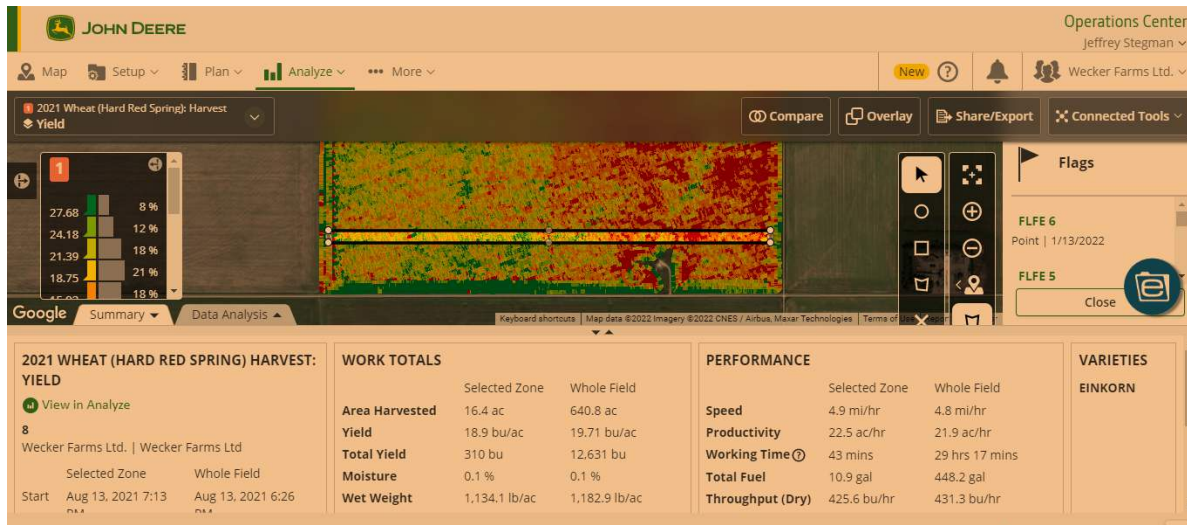 JOHN DEERE
Operations Center
Jeffrey Stegman
Map Setup Plan Analyze More
New ? Wecker Farms Ltd.
1 2021 Wheat (Hard Red Spring): Harvest
Yield
Compare Overlay Share/Export Connected Tools
1
27.68 8 %
24.18 12 %
21.39 18 %
18.75 21 %
18 %
Flags
FLFE 6
Point | 1/13/2022
FLFE 5
Close
Google Summary Data Analysis
Keyboard shortcuts Map data ©2022 Imagery ©2022 CNES / Airbus, Maxar Technologies Terms of
2021 WHEAT (HARD RED SPRING) HARVEST:
YIELD
View in Analyze
8
Wecker Farms Ltd. | Wecker Farms Ltd
Selected Zone Whole Field
Start Aug 13, 2021 7:13 Aug 13, 2021 6:26
PM PM
WORK TOTALS
Selected Zone Whole Field
Area Harvested 16.4 ac 640.8 ac
Yield 18.9 bu/ac 19.71 bu/ac
Total Yield 310 bu 12,631 bu
Moisture 0.1 % 0.1 %
Wet Weight 1,134.1 lb/ac 1,182.9 lb/ac
PERFORMANCE
Selected Zone Whole Field
Speed 4.9 mi/hr 4.8 mi/hr
Productivity 22.5 ac/hr 21.9 ac/hr
Working Time ? 43 mins 29 hrs 17 mins
Total Fuel 10.9 gal 448.2 gal
Throughput (Dry) 425.6 bu/hr 431.3 bu/hr
VARIETIES
EINKORN